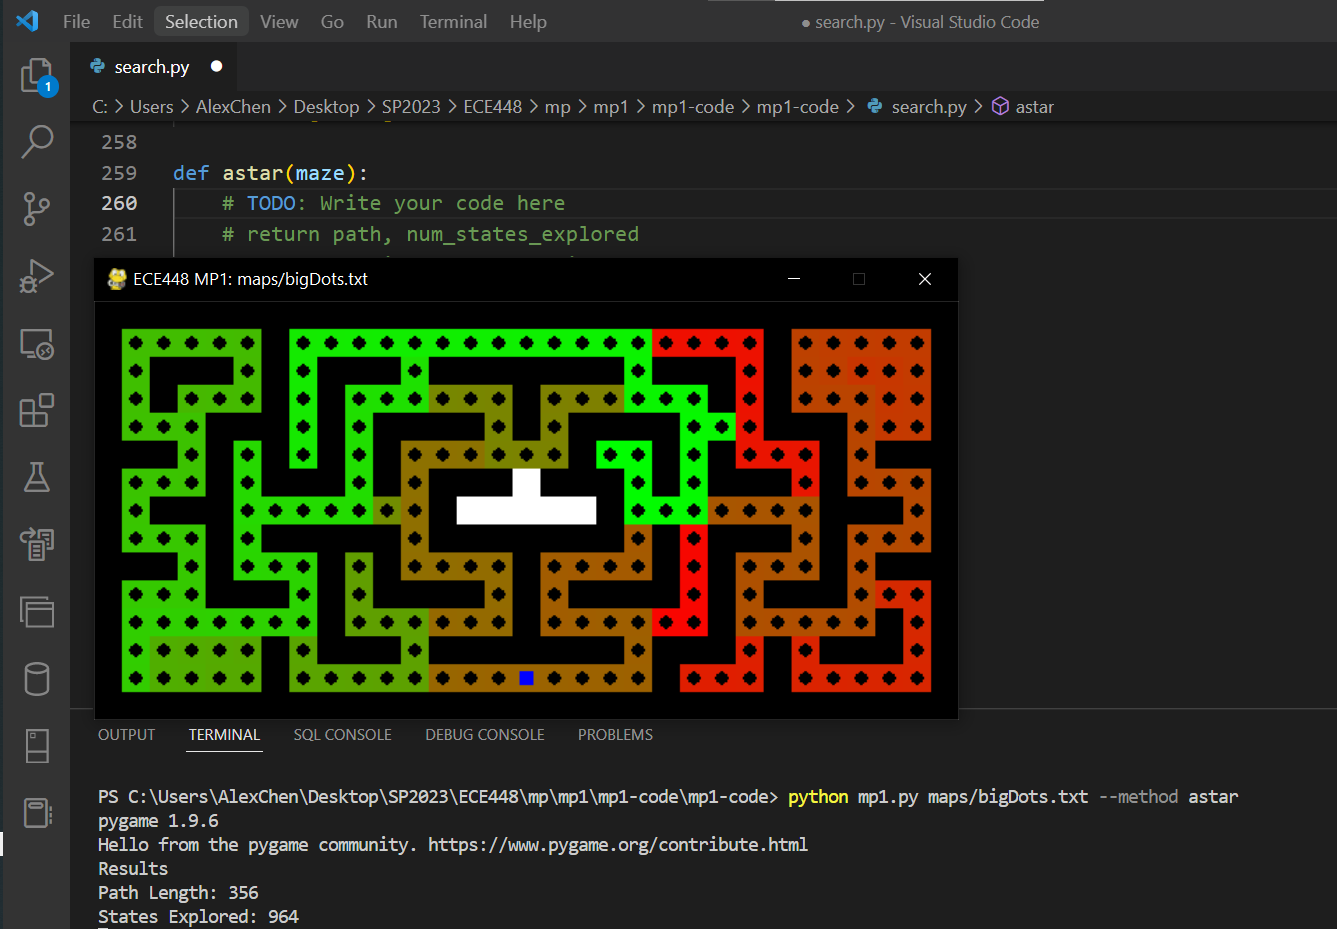 File Edit Selection View Go Run Terminal Help ● search.py - Visual Studio Code
1
search.py
C: > Users > AlexChen > Desktop > SP2023 > ECE448 > mp > mp1 > mp1-code > mp1-code > search.py > astar
258
259 def astar(maze):
260 # TODO: Write your code here
261 # return path, num_states_explored
ECE448 MP1: maps/bigDots.txt
OUTPUT TERMINAL SQL CONSOLE DEBUG CONSOLE PROBLEMS
PS C:\Users\AlexChen\Desktop\SP2023\ECE448\mp\mp1\mp1-code\mp1-code> python mp1.py maps/bigDots.txt --method astar
pygame 1.9.6
Hello from the pygame community. https://www.pygame.org/contribute.html
Results
Path Length: 356
States Explored: 964